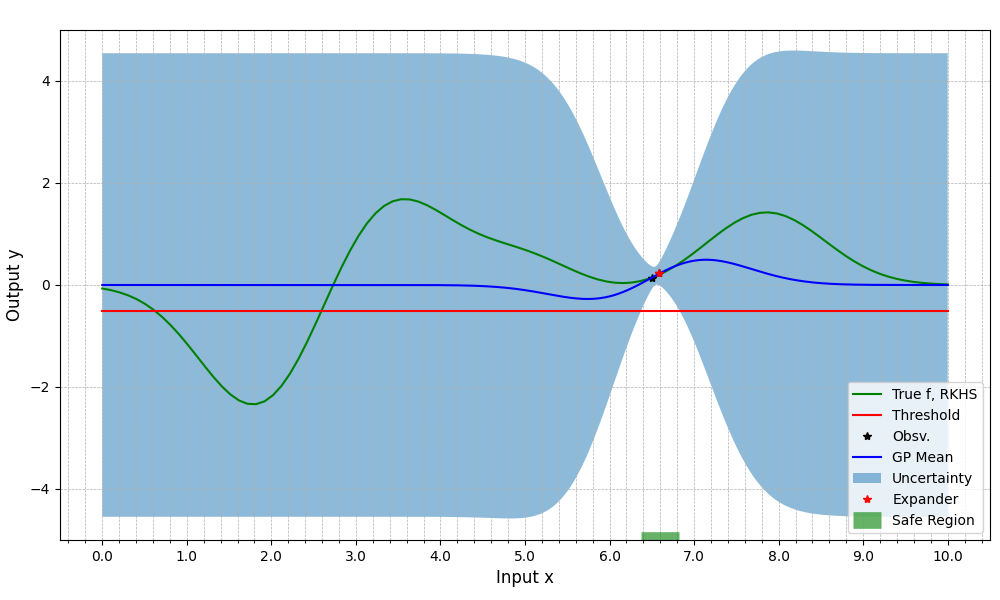 4
2
0
−2
−4
Output y
0.0 1.0 2.0 3.0 4.0 5.0 6.0 7.0 8.0 9.0 10.0
Input x
True f, RKHS
Threshold
Obsv.
GP Mean
Uncertainty
Expander
Safe Region